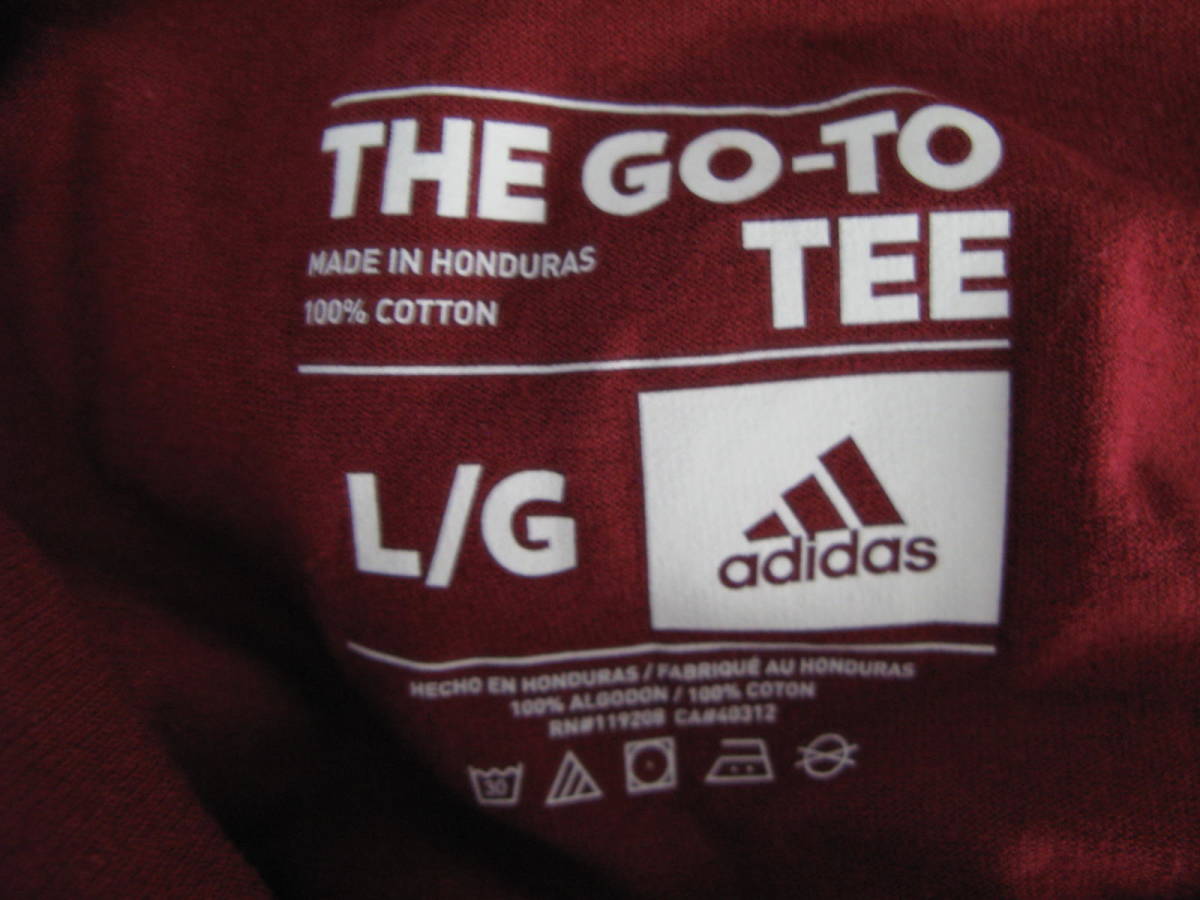 THE GO-TO
TEE
MADE IN HONDURAS
100% COTTON
L/G
adidas
HECHO EN HONDURAS / FABRIQUÉ AU HONDURAS
100% ALGODON / 100% COTON
RN#119208 CA#40312
30